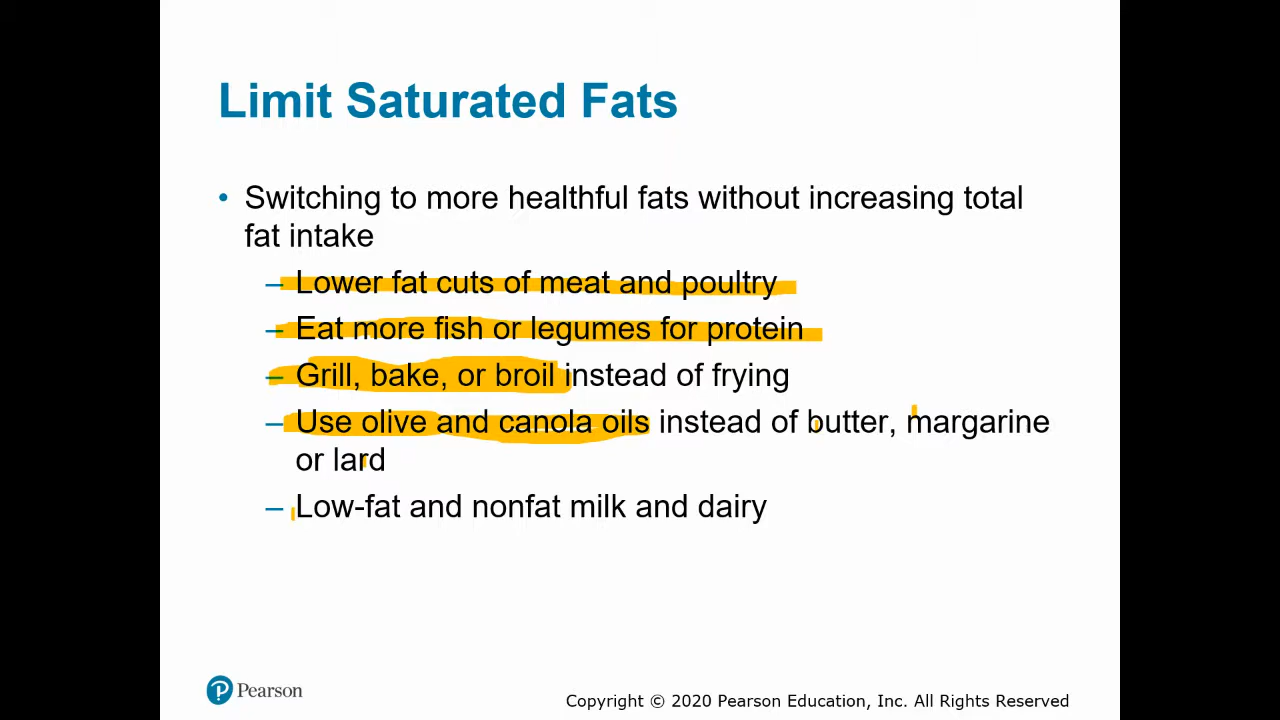 Limit Saturated Fats
• Switching to more healthful fats without increasing total
fat intake
– Lower fat cuts of meat and poultry
– Eat more fish or legumes for protein
– Grill, bake, or broil instead of frying
– Use olive and canola oils instead of butter, margarine
or lard
– Low-fat and nonfat milk and dairy
P Pearson
Copyright © 2020 Pearson Education, Inc. All Rights Reserved